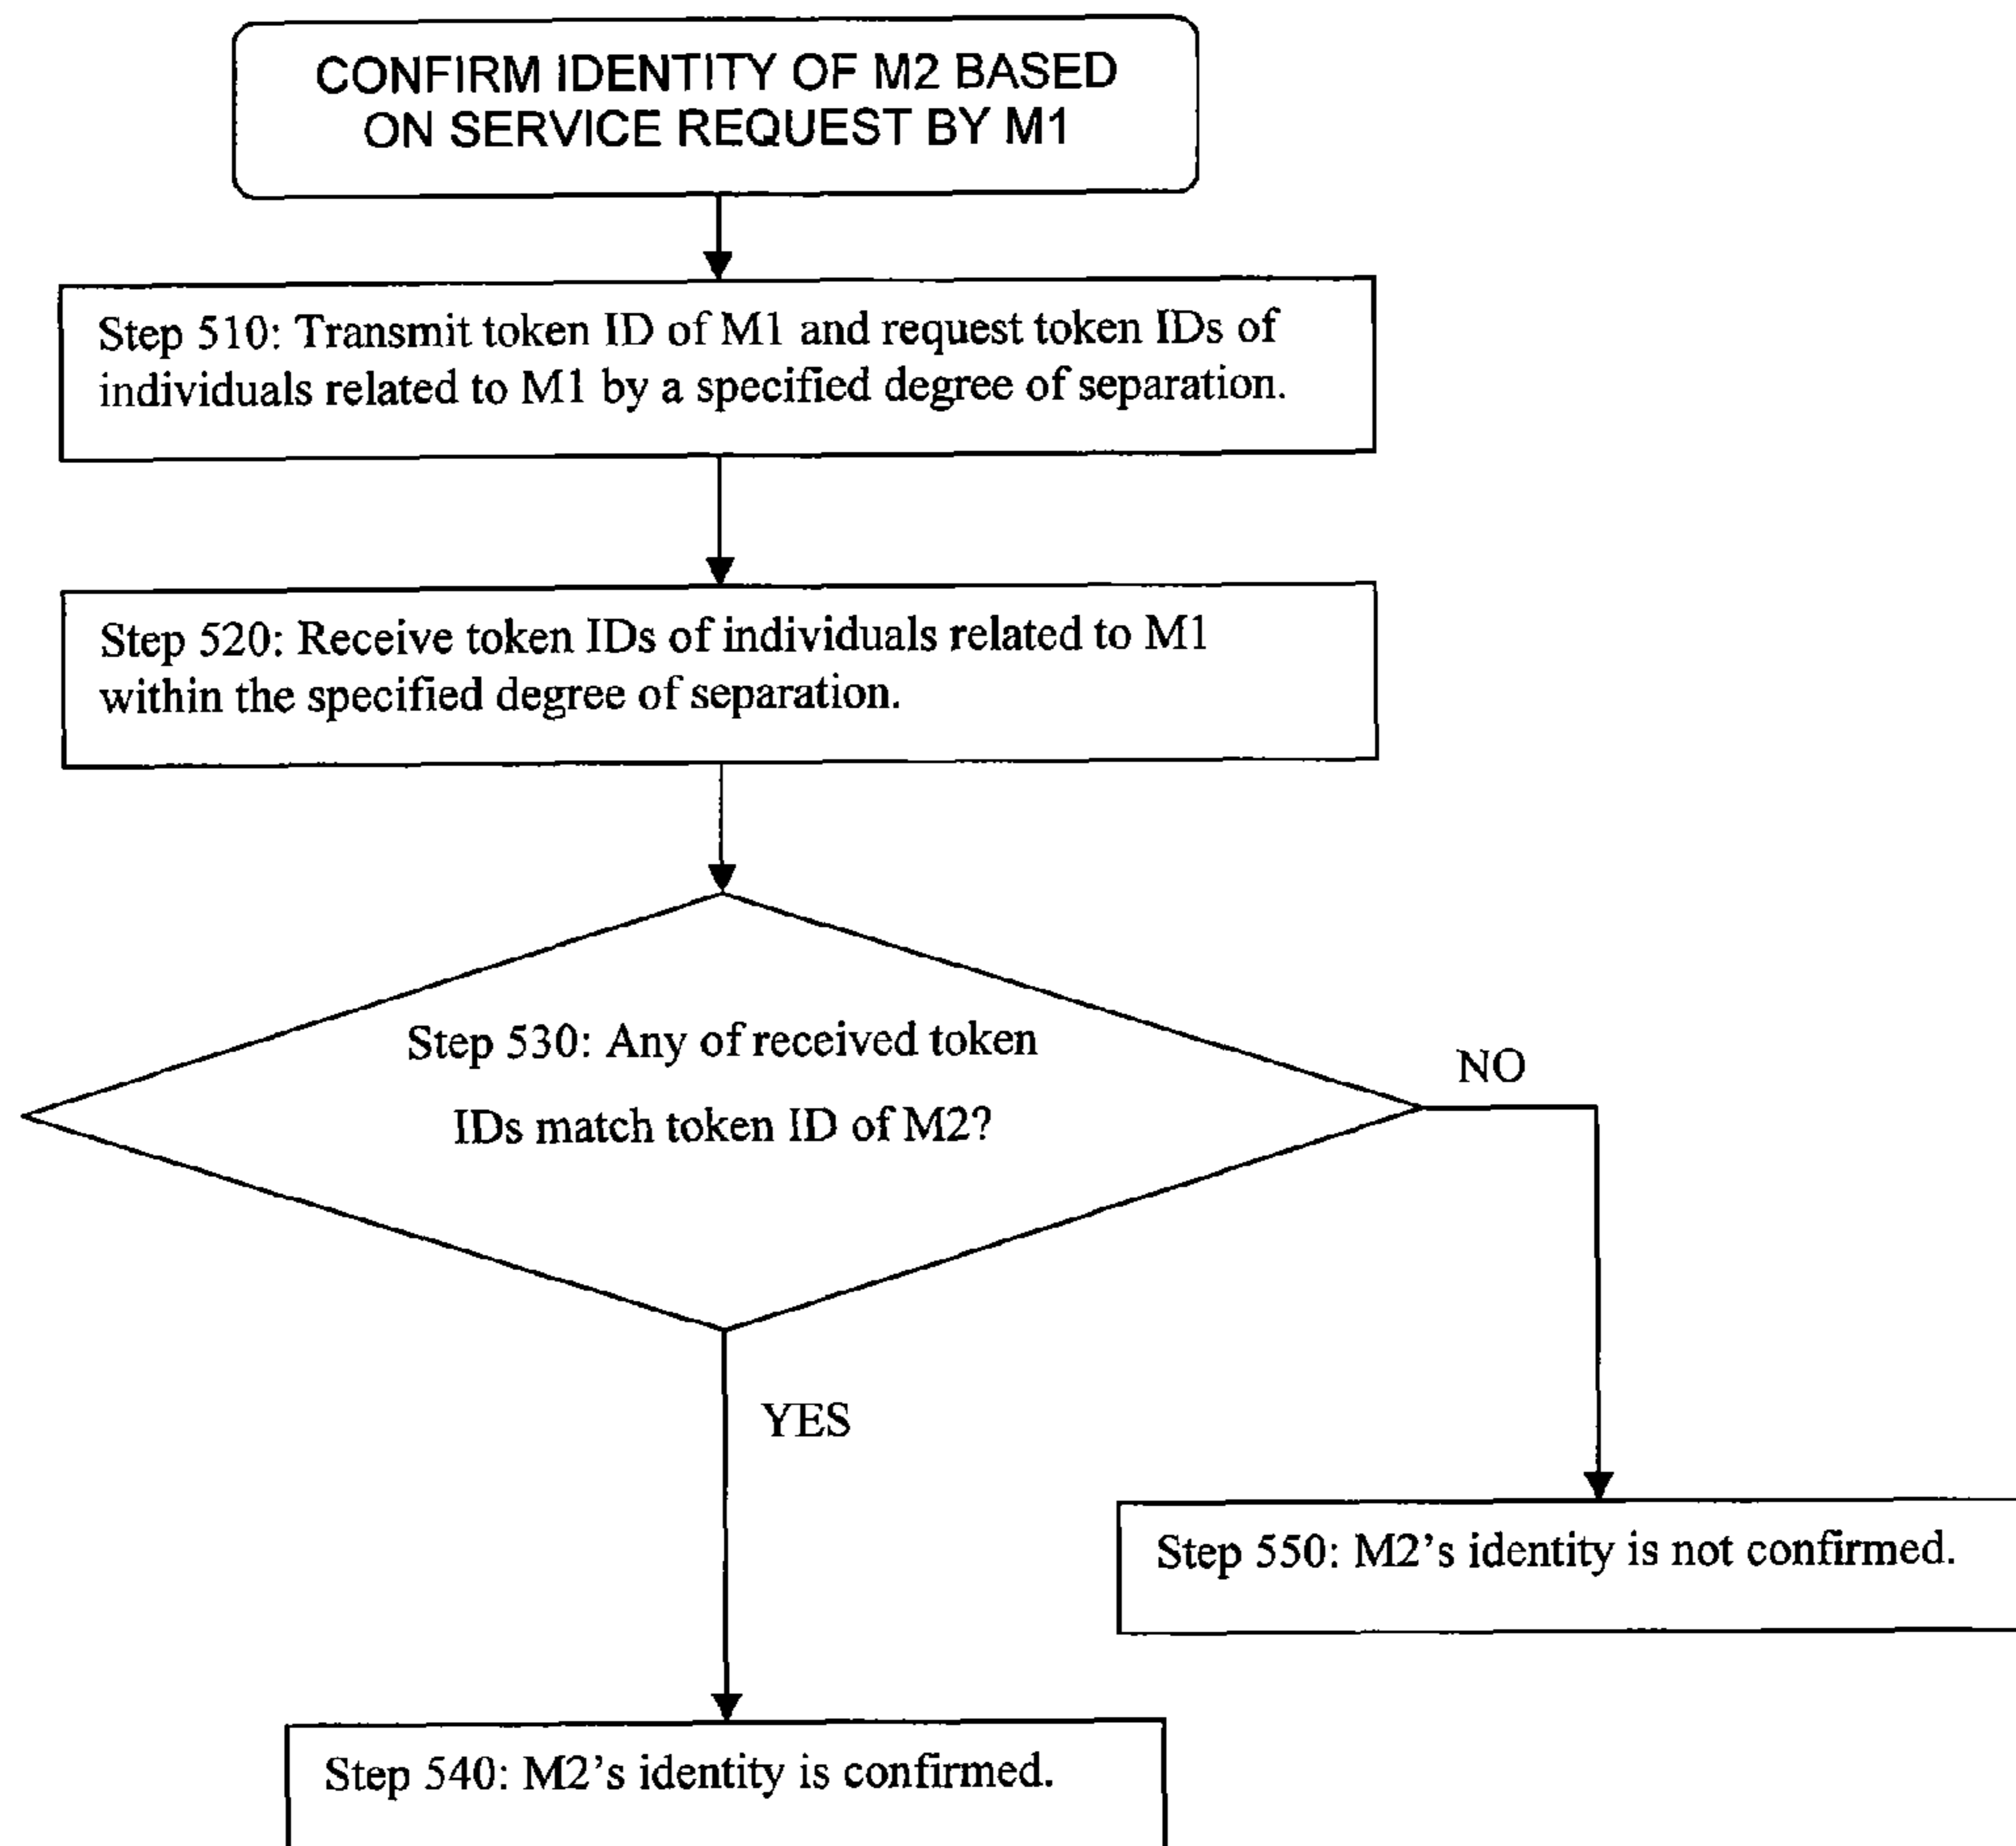 CONFIRM IDENTITY OF M2 BASED
ON SERVICE REQUEST BY M1
Step 510: Transmit token ID of M1 and request token IDs of
individuals related to M1 by a specified degree of separation.
Step 520: Receive token IDs of individuals related to M1
within the specified degree of separation.
Step 530: Any of received token
IDs match token ID of M2?
NO
YES
Step 550: M2’s identity is not confirmed.
Step 540: M2’s identity is confirmed.